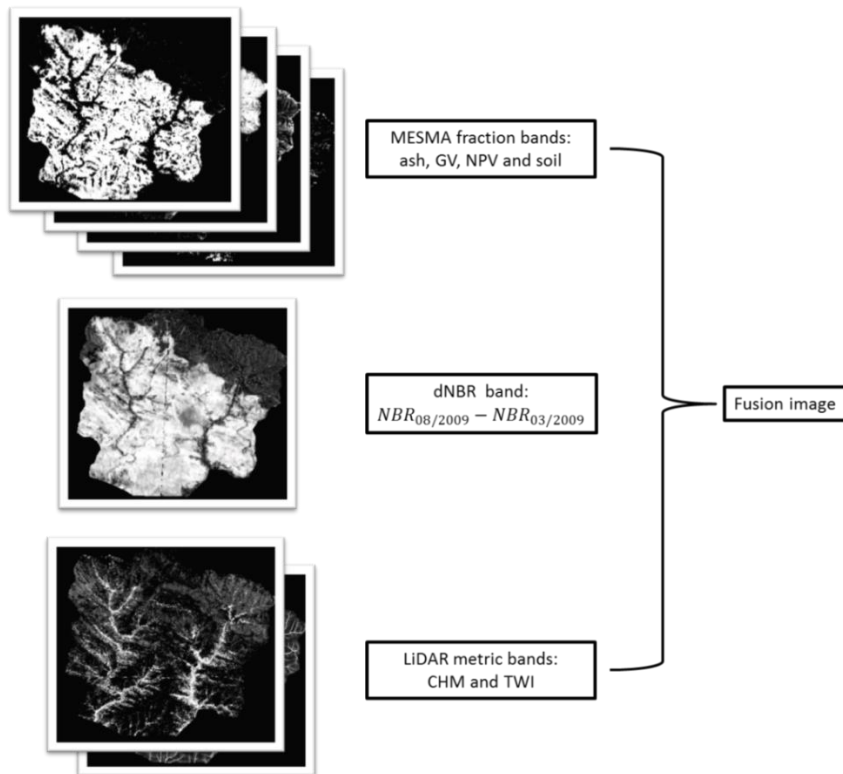 MESMA fraction bands:
ash, GV, NPV and soil
dNBR band:
NBR08/2009 − NBR03/2009
Fusion image
LiDAR metric bands:
CHM and TWI